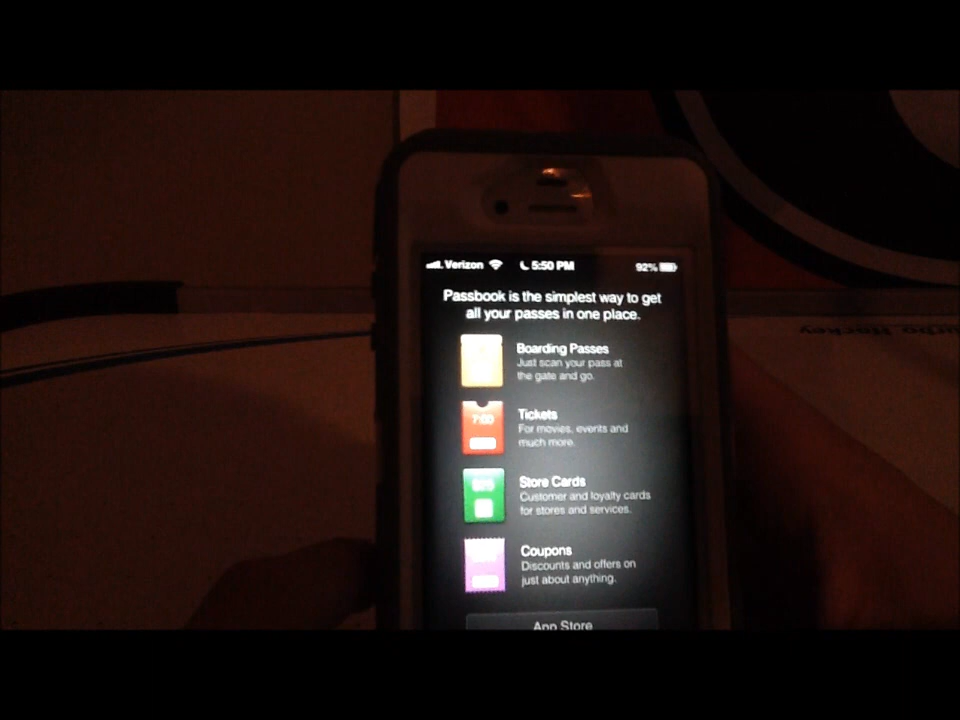 Verizon 5:50 PM 92%
Passbook is the simplest way to get
all your passes in one place.
Boarding Passes
Just scan your pass at
the gate and go.
7:00
Tickets
For movies, events and
much more.
Store Cards
Customer and loyalty cards
for stores and services.
Coupons
Discounts and offers on
just about anything.
App Store
Hockey